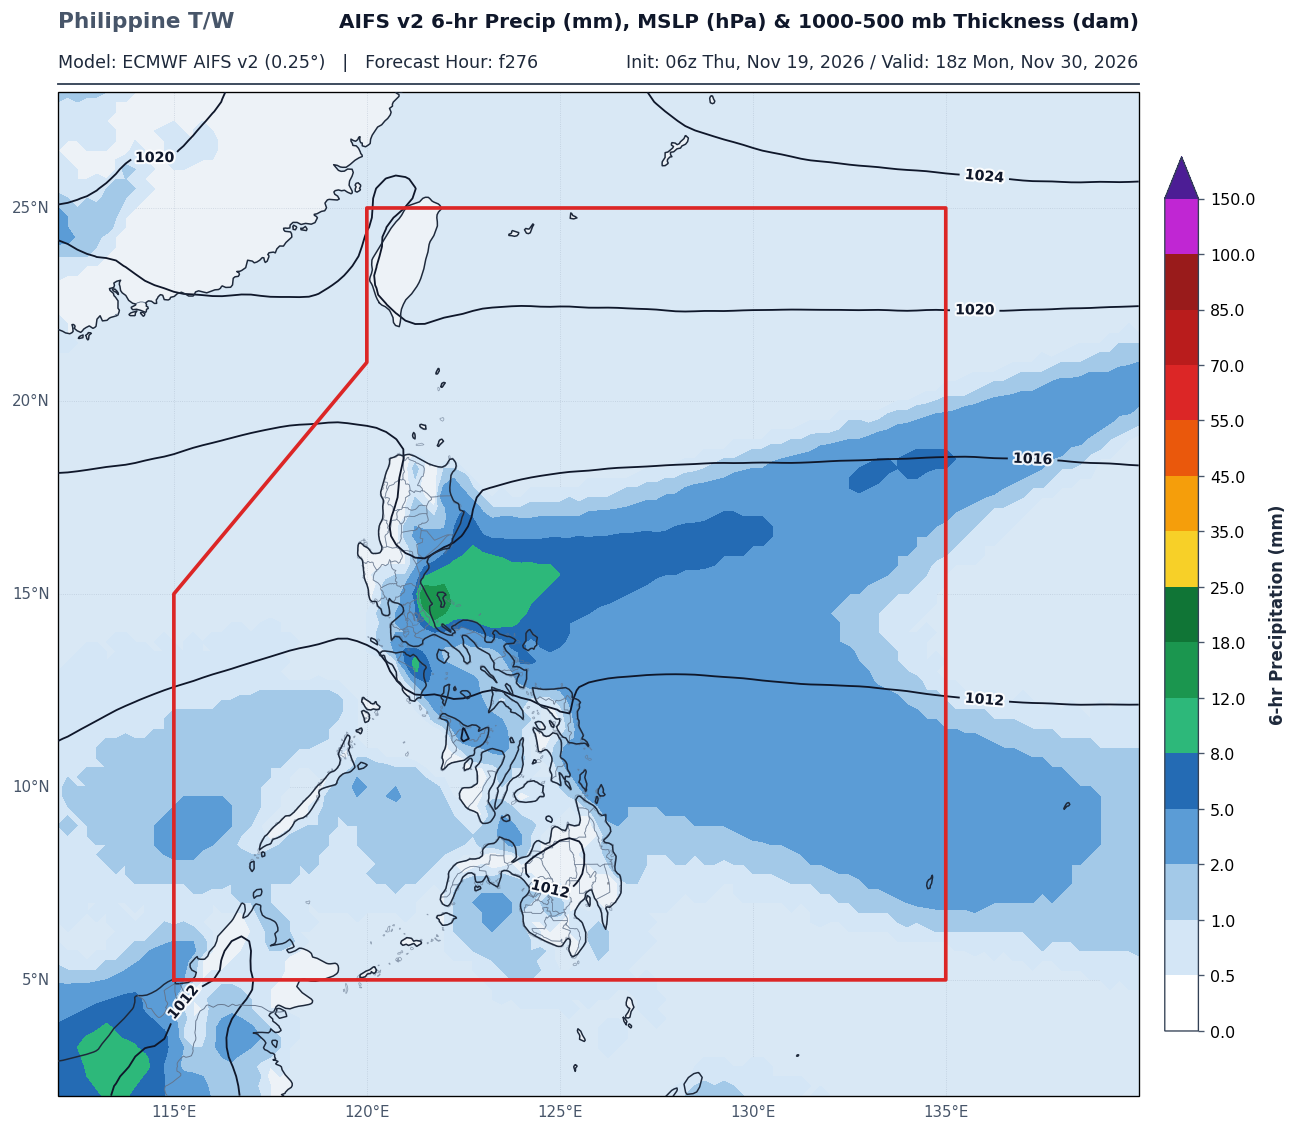 Philippine T/W
AIFS v2 6-hr Precip (mm), MSLP (hPa) & 1000-500 mb Thickness (dam)
Model: ECMWF AIFS v2 (0.25°) | Forecast Hour: f276
Init: 06z Thu, Nov 19, 2026 / Valid: 18z Mon, Nov 30, 2026
1020
1024
1020
1016
1012
1012
1012
25°N
20°N
15°N
10°N
5°N
115°E
120°E
125°E
130°E
135°E
150.0
100.0
85.0
70.0
55.0
45.0
35.0
25.0
18.0
12.0
8.0
5.0
2.0
1.0
0.5
0.0
6-hr Precipitation (mm)